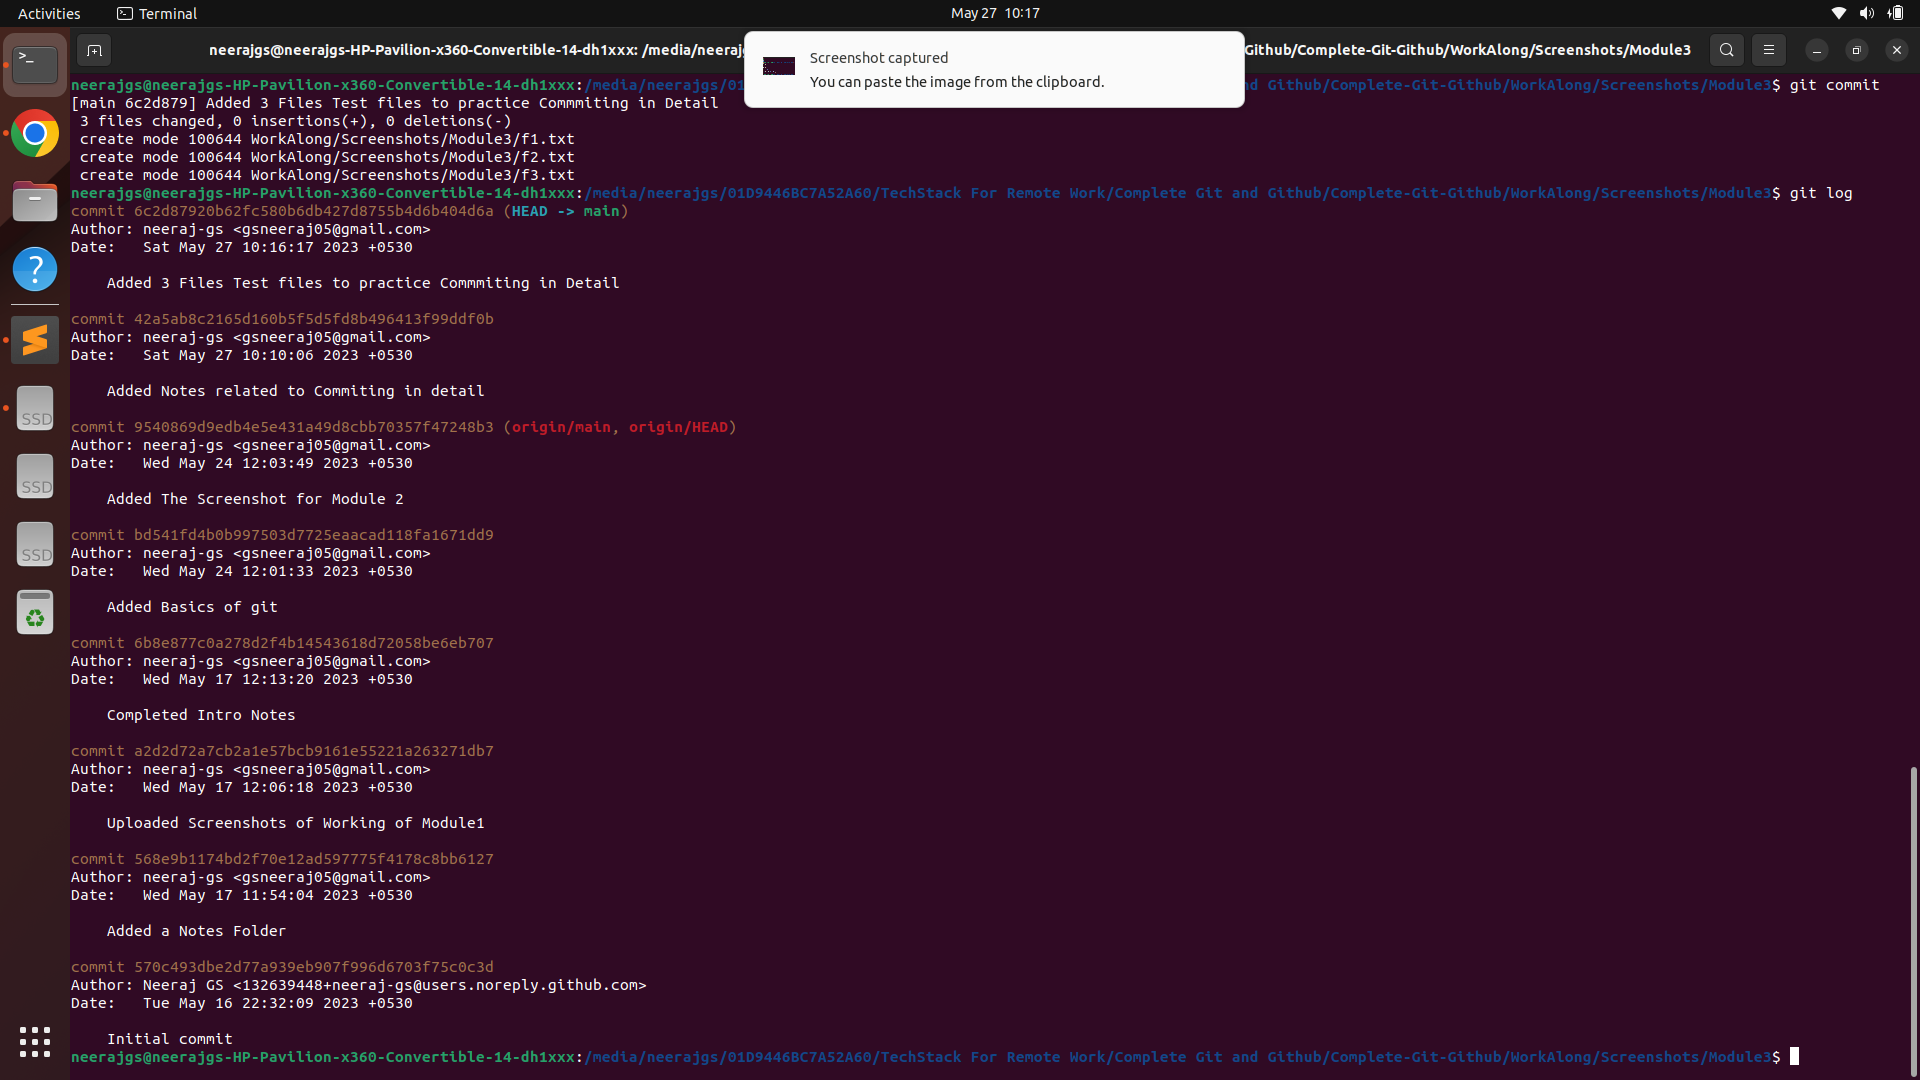 Activities
Terminal
May 27 10:17
neerajgs@neerajgs-HP-Pavilion-x360-Convertible-14-dh1xxx: /media/neeraj
Github/Complete-Git-Github/WorkAlong/Screenshots/Module3
Screenshot captured
You can paste the image from the clipboard.
neerajgs@neerajgs-HP-Pavilion-x360-Convertible-14-dh1xxx:/media/neerajgs/01 d Github/Complete-Git-Github/WorkAlong/Screenshots/Module3$ git commit
[main 6c2d879] Added 3 Files Test files to practice Commmiting in Detail
 3 files changed, 0 insertions(+), 0 deletions(-)
 create mode 100644 WorkAlong/Screenshots/Module3/f1.txt
 create mode 100644 WorkAlong/Screenshots/Module3/f2.txt
 create mode 100644 WorkAlong/Screenshots/Module3/f3.txt
neerajgs@neerajgs-HP-Pavilion-x360-Convertible-14-dh1xxx:/media/neerajgs/01D9446BC7A52A60/TechStack For Remote Work/Complete Git and Github/Complete-Git-Github/WorkAlong/Screenshots/Module3$ git log
commit 6c2d87920b62fc580b6db427d8755b4d6b404d6a (HEAD -> main)
Author: neeraj-gs <gsneeraj05@gmail.com>
Date:   Sat May 27 10:16:17 2023 +0530
    Added 3 Files Test files to practice Commmiting in Detail
commit 42a5ab8c2165d160b5f5d5fd8b496413f99ddf0b
Author: neeraj-gs <gsneeraj05@gmail.com>
Date:   Sat May 27 10:10:06 2023 +0530
    Added Notes related to Commiting in detail
commit 9540869d9edb4e5e431a49d8cbb70357f47248b3 (origin/main, origin/HEAD)
Author: neeraj-gs <gsneeraj05@gmail.com>
Date:   Wed May 24 12:03:49 2023 +0530
    Added The Screenshot for Module 2
commit bd541fd4b0b997503d7725eaacad118fa1671dd9
Author: neeraj-gs <gsneeraj05@gmail.com>
Date:   Wed May 24 12:01:33 2023 +0530
    Added Basics of git
commit 6b8e877c0a278d2f4b14543618d72058be6eb707
Author: neeraj-gs <gsneeraj05@gmail.com>
Date:   Wed May 17 12:13:20 2023 +0530
    Completed Intro Notes
commit a2d2d72a7cb2a1e57bcb9161e55221a263271db7
Author: neeraj-gs <gsneeraj05@gmail.com>
Date:   Wed May 17 12:06:18 2023 +0530
    Uploaded Screenshots of Working of Module1
commit 568e9b1174bd2f70e12ad597775f4178c8bb6127
Author: neeraj-gs <gsneeraj05@gmail.com>
Date:   Wed May 17 11:54:04 2023 +0530
    Added a Notes Folder
commit 570c493dbe2d77a939eb907f996d6703f75c0c3d
Author: Neeraj GS <132639448+neeraj-gs@users.noreply.github.com>
Date:   Tue May 16 22:32:09 2023 +0530
    Initial commit
neerajgs@neerajgs-HP-Pavilion-x360-Convertible-14-dh1xxx:/media/neerajgs/01D9446BC7A52A60/TechStack For Remote Work/Complete Git and Github/Complete-Git-Github/WorkAlong/Screenshots/Module3$
SSD
SSD
SSD